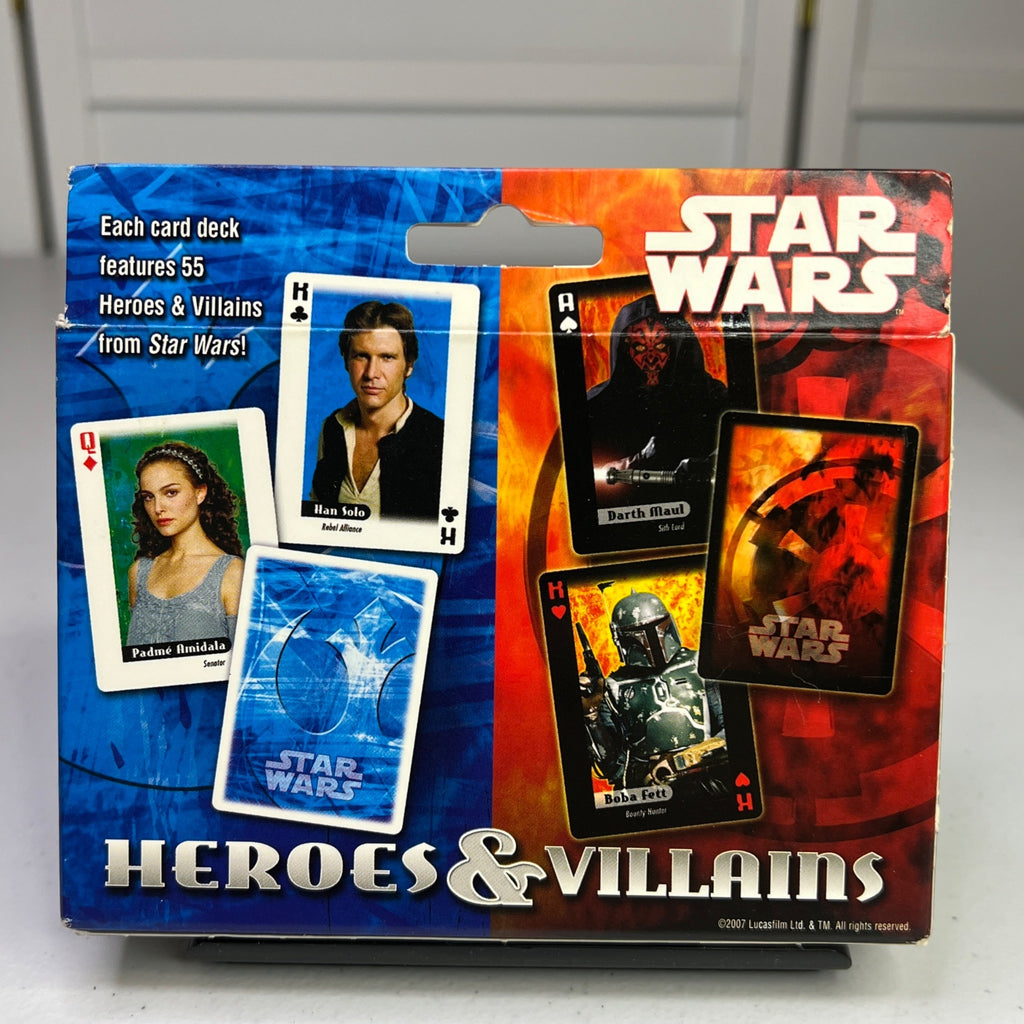 Each card deck
features 55
Heroes & Villains
from Star Wars!
STAR
WARS
™
K
Han Solo
Rebel Alliance
K
Q
Padmé Amidala
Senator
STAR
WARS
A
Darth Maul
Sith Lord
STAR
WARS
K
Boba Fett
Bounty Hunter
K
HEROES & VILLAINS
©2007 Lucasfilm Ltd. & TM. All rights reserved.